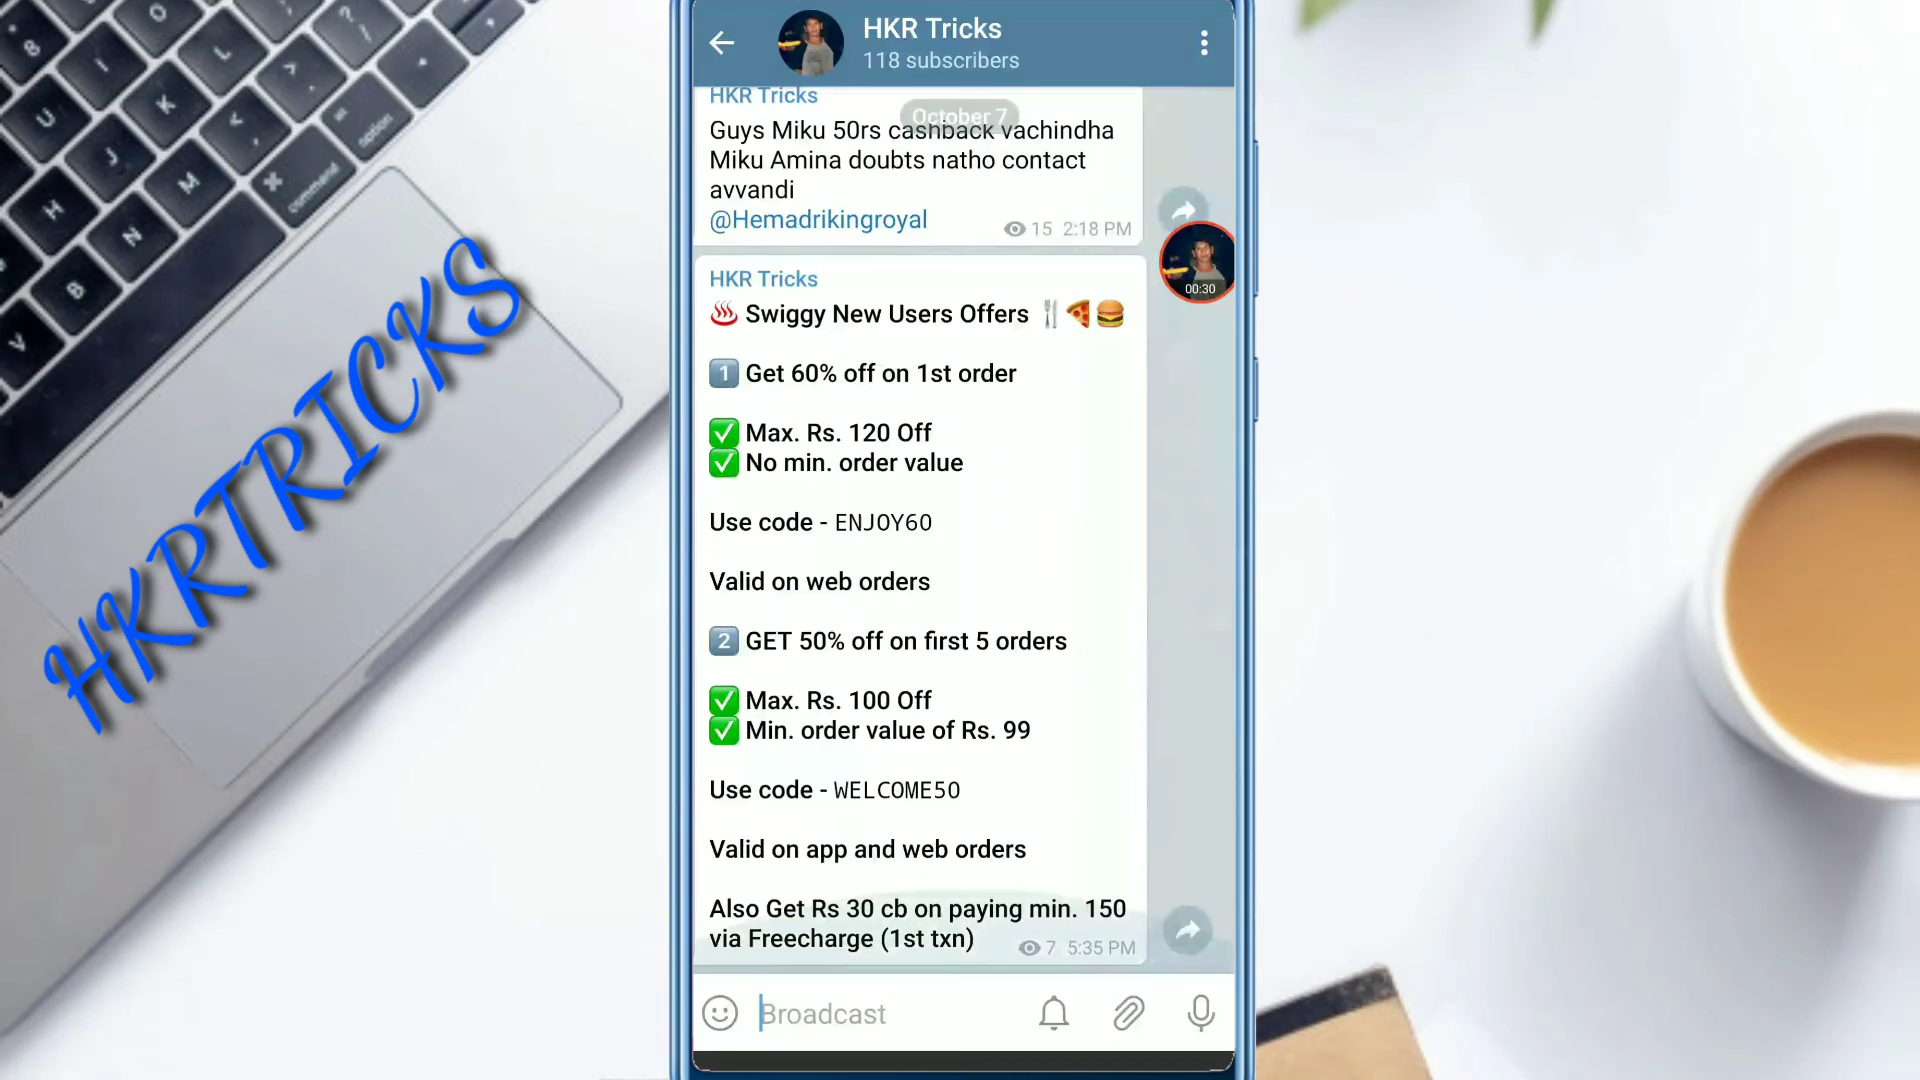 HKR Tricks
118 subscribers
HKR Tricks
October 7
Guys Miku 50rs cashback vachindha
Miku Amina doubts natho contact
avvandi
@Hemadrikingroyal
15 2:18 PM
00:30
HKR Tricks
Swiggy New Users Offers
1 Get 60% off on 1st order
Max. Rs. 120 Off
No min. order value
Use code - ENJOY60
Valid on web orders
2 GET 50% off on first 5 orders
Max. Rs. 100 Off
Min. order value of Rs. 99
Use code - WELCOME50
Valid on app and web orders
Also Get Rs 30 cb on paying min. 150
via Freecharge (1st txn)
7 5:35 PM
Broadcast
HKRTRICKS
command
option
alt
B
I
O
L
U
K
J
H
M
N
B
V